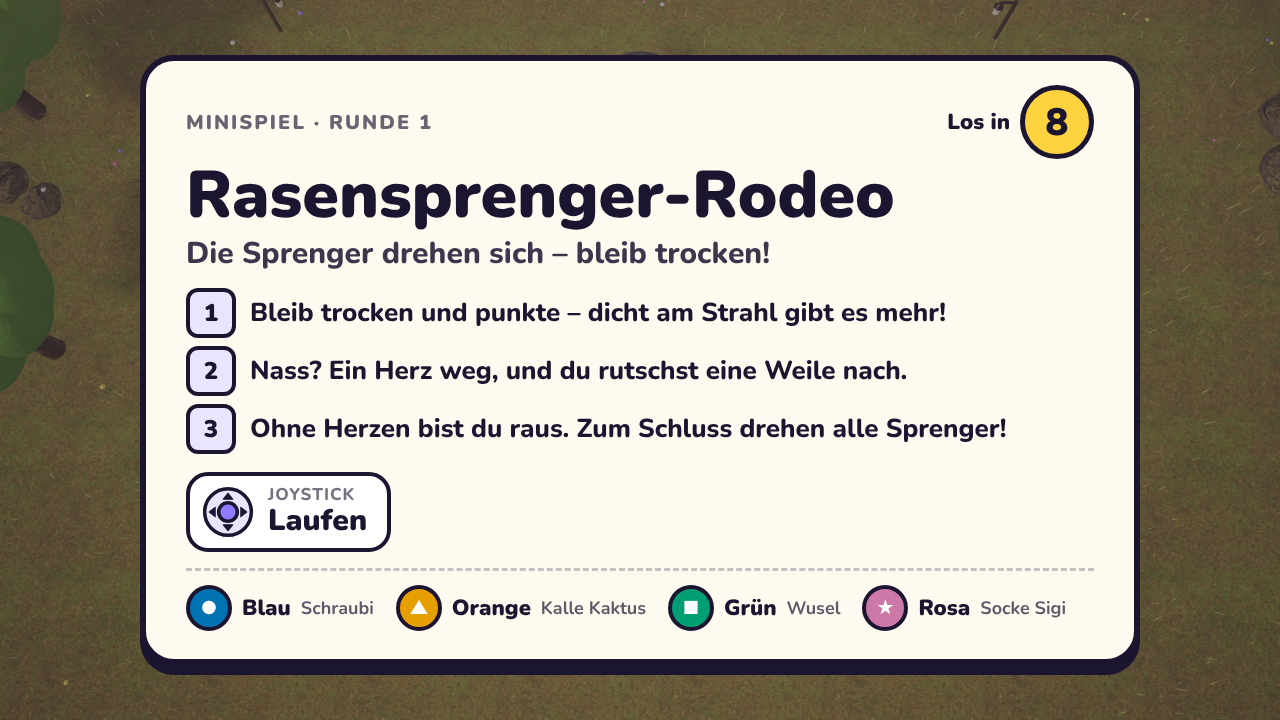 MINISPIEL · RUNDE 1
Los in 8
Rasensprenger-Rodeo
Die Sprenger drehen sich – bleib trocken!
1 Bleib trocken und punkte – dicht am Strahl gibt es mehr!
2 Nass? Ein Herz weg, und du rutschst eine Weile nach.
3 Ohne Herzen bist du raus. Zum Schluss drehen alle Sprenger!
JOYSTICK
Laufen
Blau Schraubi Orange Kalle Kaktus Grün Wusel Rosa Socke Sigi